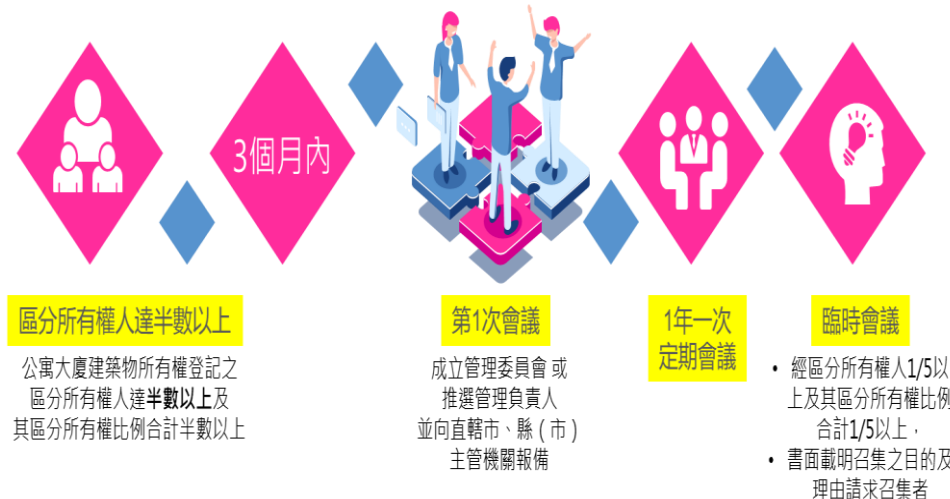 3個月內
區分所有權人達半數以上
公寓大廈建築物所有權登記之
區分所有權人達半數以上及
其區分所有權比例合計半數以上
第1次會議
成立管理委員會 或
推選管理負責人
並向直轄市、縣（市）
主管機關報備
1年一次
定期會議
臨時會議
• 經區分所有權人1/5以
上及其區分所有權比例
合計1/5以上，
• 書面載明召集之目的及
理由請求召集者